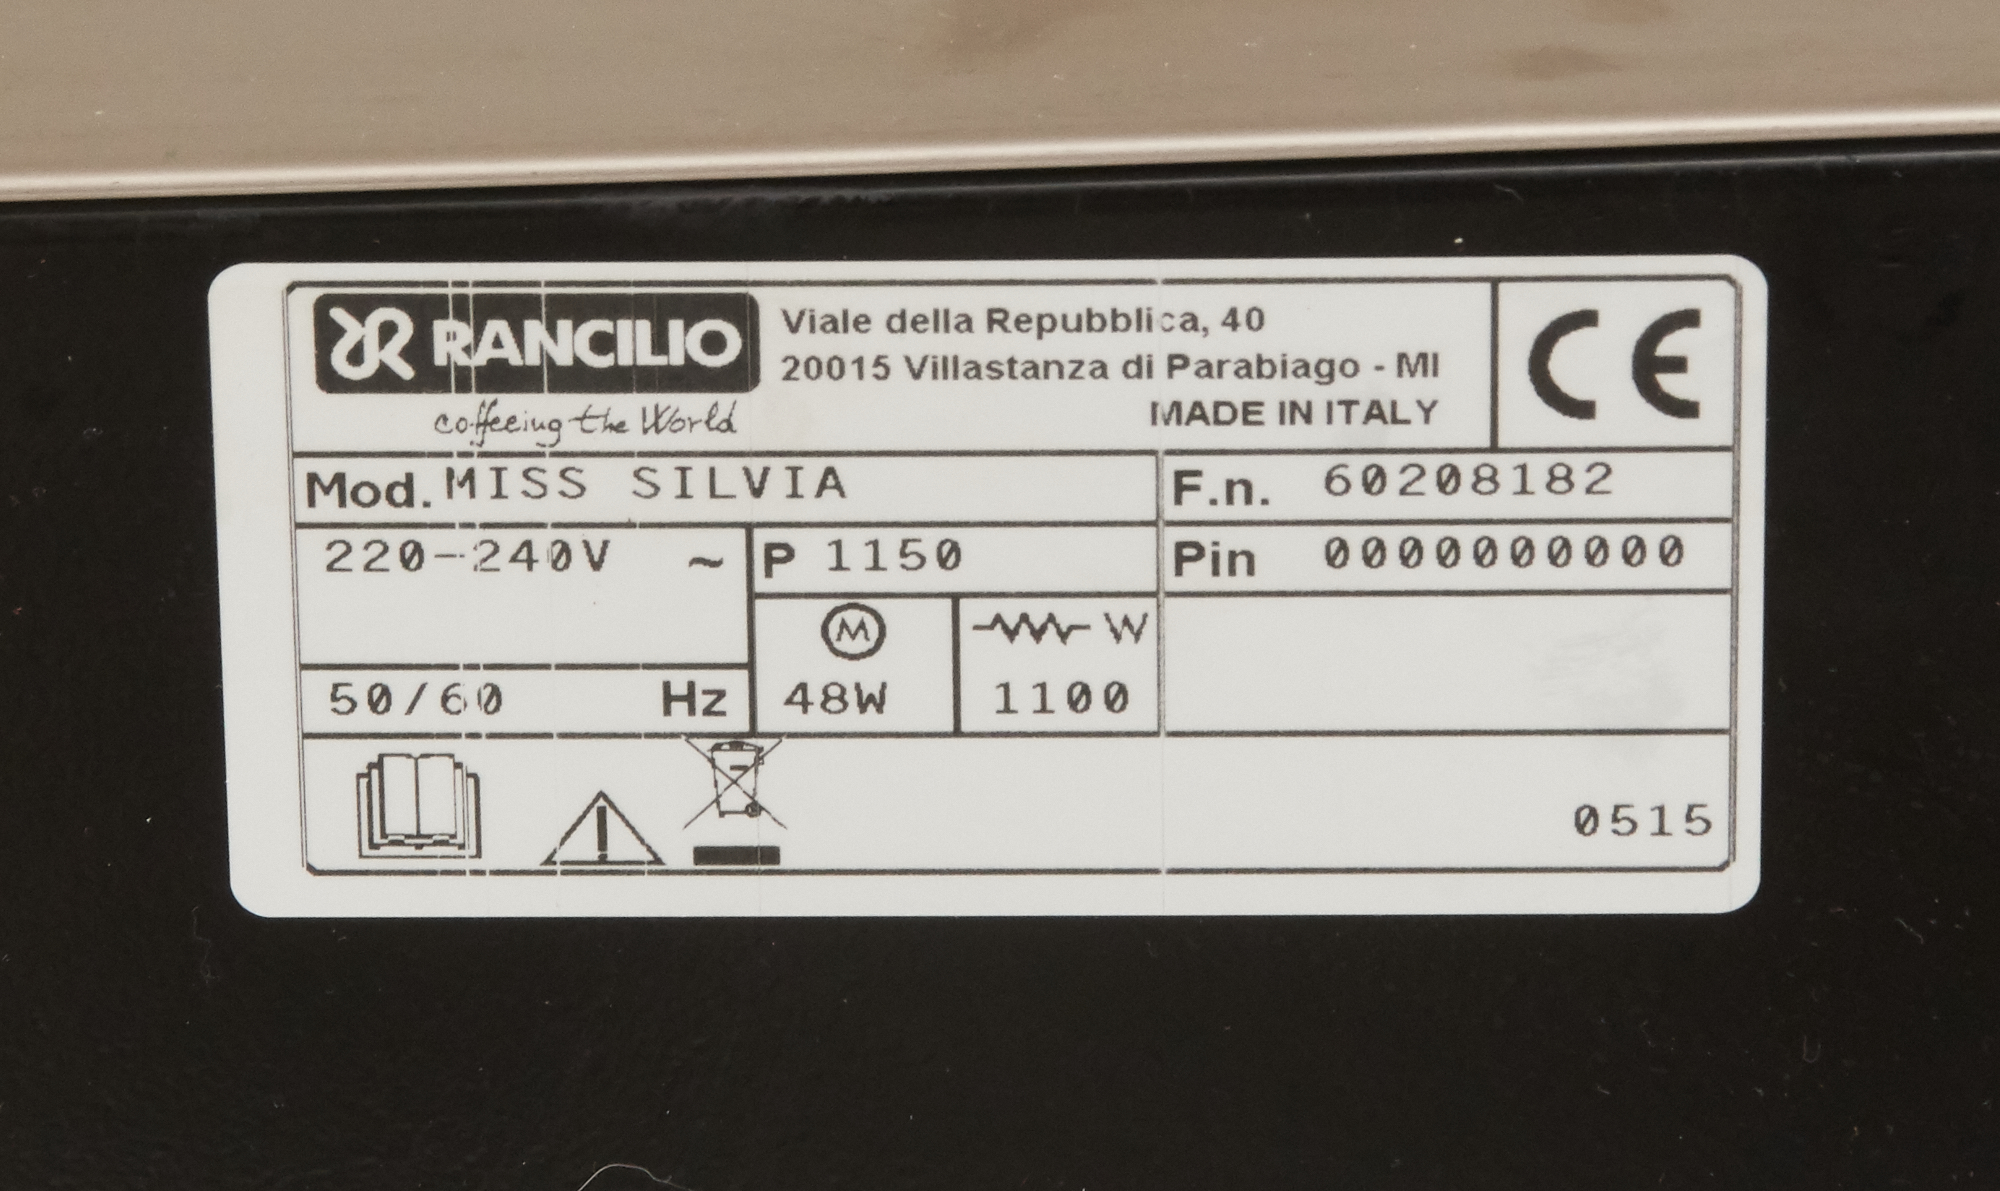 RANCILIO
coffeeing the World
Viale della Repubblica, 40
20015 Villastanza di Parabiago - MI
MADE IN ITALY
CE
Mod. MISS SILVIA
F.n. 60208182
220-240V ~
P 1150
Pin 0000000000
M
W
50/60 Hz
48W
1100
0515